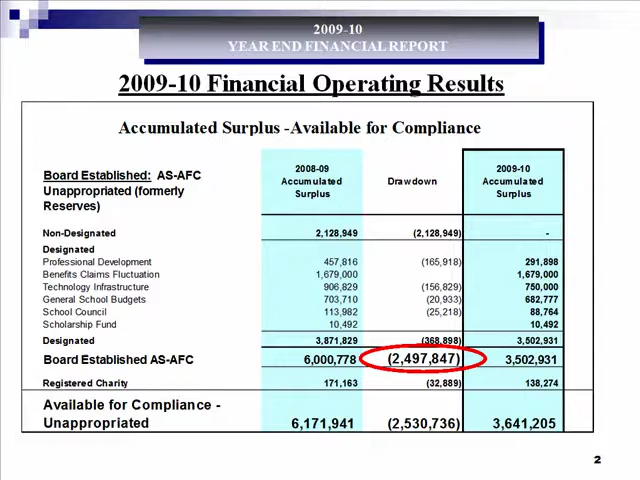 2009-10
YEAR END FINANCIAL REPORT
2009-10 Financial Operating Results
Accumulated Surplus -Available for Compliance
Board Established: AS-AFC Unappropriated (formerly Reserves) 2008-09 Accumulated Surplus Drawdown 2009-10 Accumulated Surplus
Non-Designated 2,128,949 (2,128,949) -
Designated
Professional Development 457,816 (165,918) 291,898
Benefits Claims Fluctuation 1,679,000 1,679,000
Technology Infrastructure 906,829 (156,829) 750,000
General School Budgets 703,710 (20,933) 682,777
School Council 113,982 (25,218) 88,764
Scholarship Fund 10,492 10,492
Designated 3,871,829 (368,898) 3,502,931
Board Established AS-AFC 6,000,778 (2,497,847) 3,502,931
Registered Charity 171,163 (32,889) 138,274
Available for Compliance -
Unappropriated 6,171,941 (2,530,736) 3,641,205
2